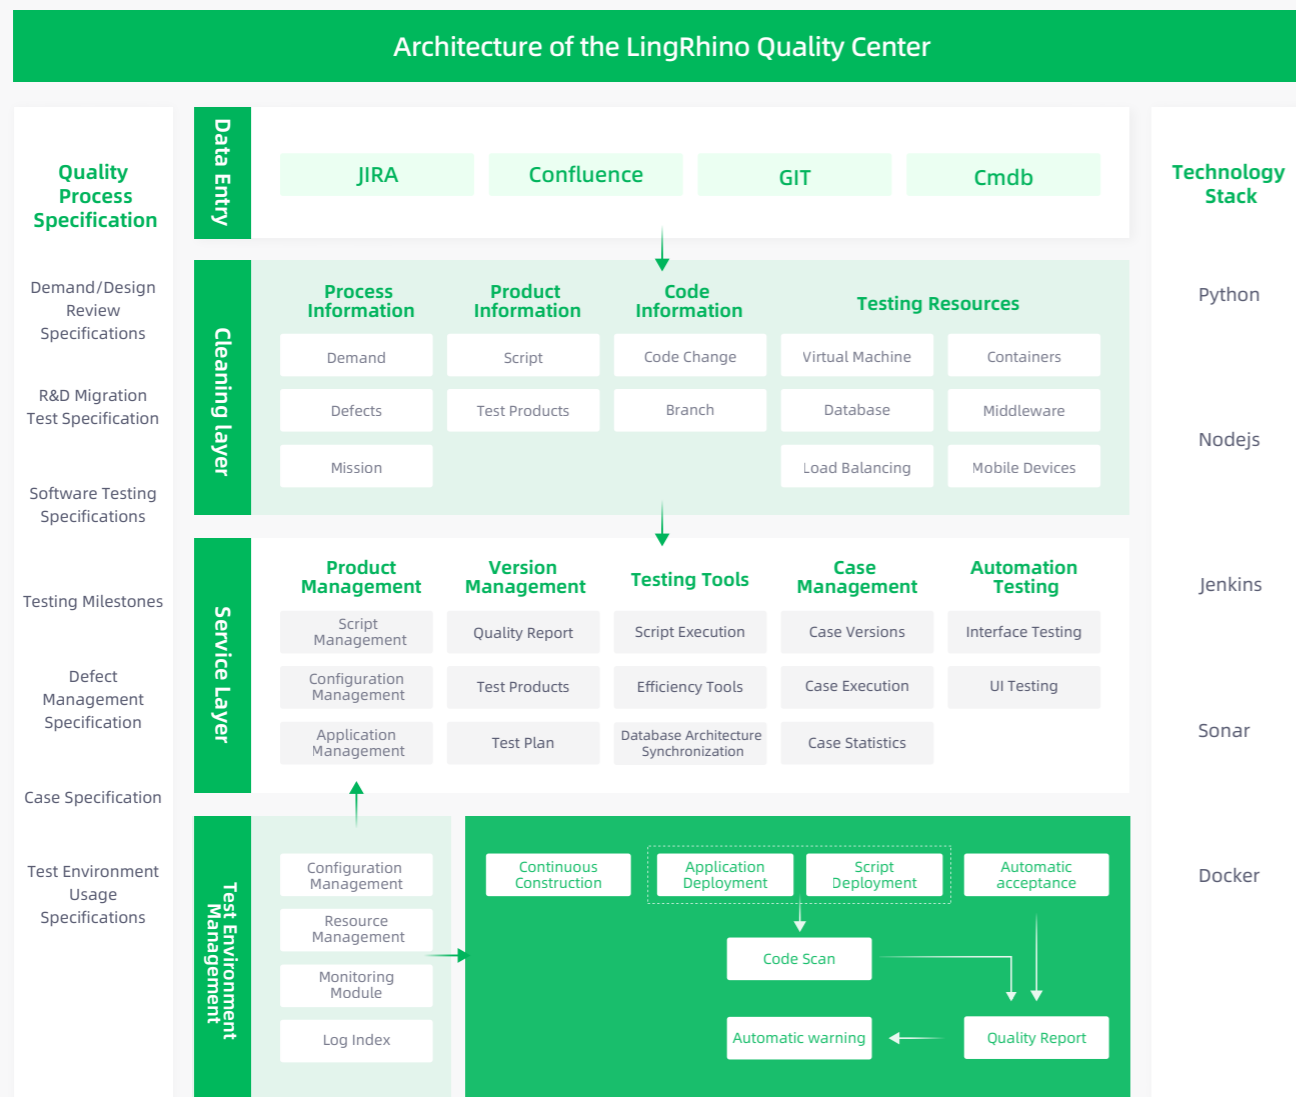 Architecture of the LingRhino Quality Center
Quality
Process
Specification
Demand/Design
Review
Specifications
R&D Migration
Test Specification
Software Testing
Specifications
Testing Milestones
Defect
Management
Specification
Case Specification
Test Environment
Usage
Specifications
Data Entry
JIRA
Confluence
GIT
Cmdb
Cleaning layer
Process
Information
Demand
Defects
Mission
Product
Information
Script
Test Products
Code
Information
Code Change
Branch
Testing Resources
Virtual Machine
Containers
Database
Middleware
Load Balancing
Mobile Devices
Service Layer
Product
Management
Script
Management
Configuration
Management
Application
Management
Version
Management
Quality Report
Test Products
Test Plan
Testing Tools
Script Execution
Efficiency Tools
Database Architecture
Synchronization
Case
Management
Case Versions
Case Execution
Case Statistics
Automation
Testing
Interface Testing
UI Testing
Test Environment
Management
Configuration
Management
Resource
Management
Monitoring
Module
Log Index
Continuous
Construction
Application
Deployment
Script
Deployment
Automatic
acceptance
Code Scan
Automatic warning
Quality Report
Technology
Stack
Python
Nodejs
Jenkins
Sonar
Docker